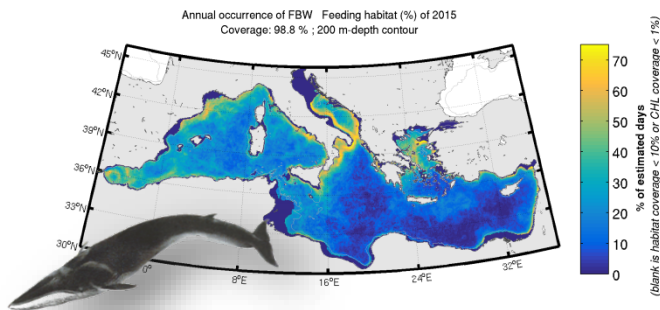 Annual occurrence of FBW Feeding habitat (%) of 2015
Coverage: 98.8 % ; 200 m-depth contour
45°N
42°N
39°N
36°N
33°N
30°N
0°
8°E
16°E
24°E
32°E
70
60
50
40
30
20
10
0
% of estimated days
(blank is habitat coverage < 10% or CHL coverage < 1%)